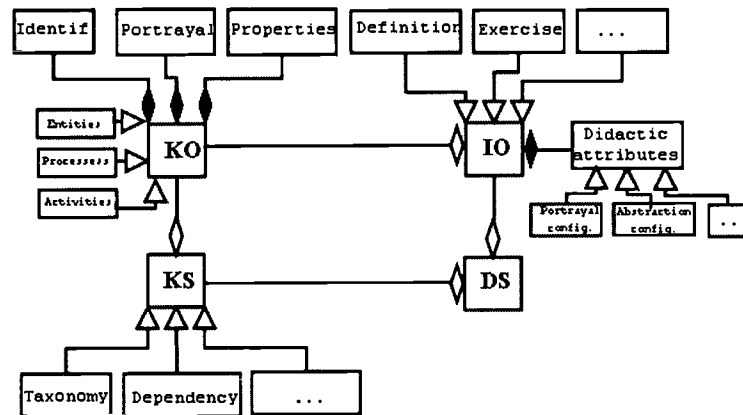 Identif
Portrayal
Properties
Definition
Exercise
...
Entities
Processers
Activities
KO
IO
Didactic
attributes
Portrayal
config.
Abstraction
config.
..
KS
DS
Taxonomy
Dependency
...